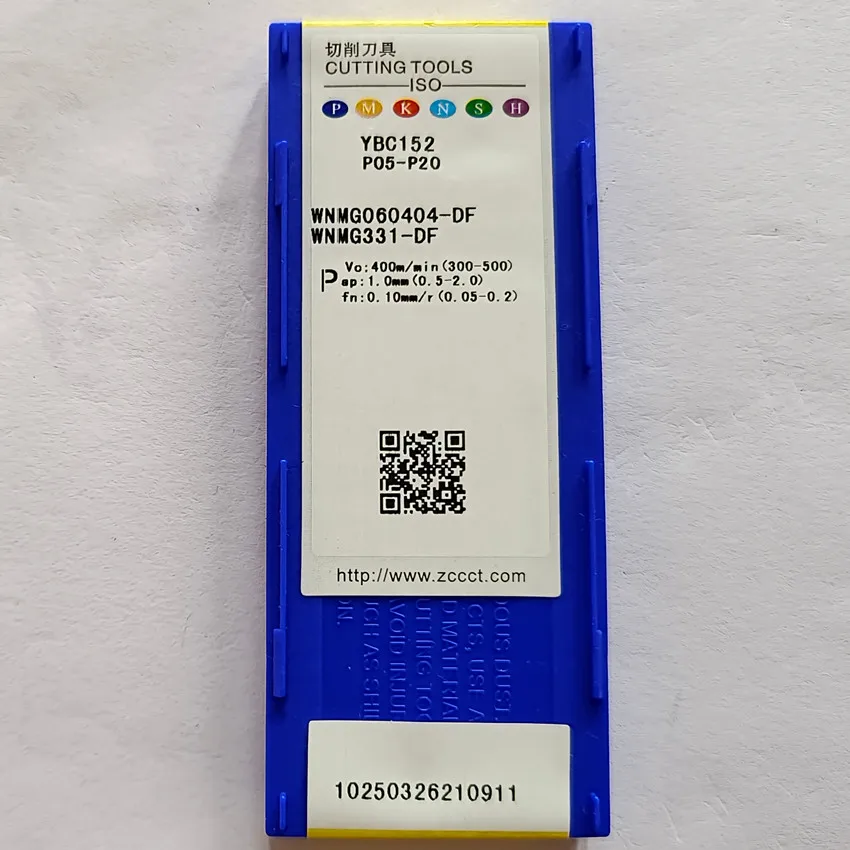 切削刀具
CUTTING TOOLS
ISO
P M K N S H
YBC152
P05-P20
WNMG060404-DF
WNMG331-DF
P
Vc:400m/min(300-500)
ap:1.0mm(0.5-2.0)
fn:0.10mm/r(0.05-0.2)
http://www.zccct.com
10250326210911